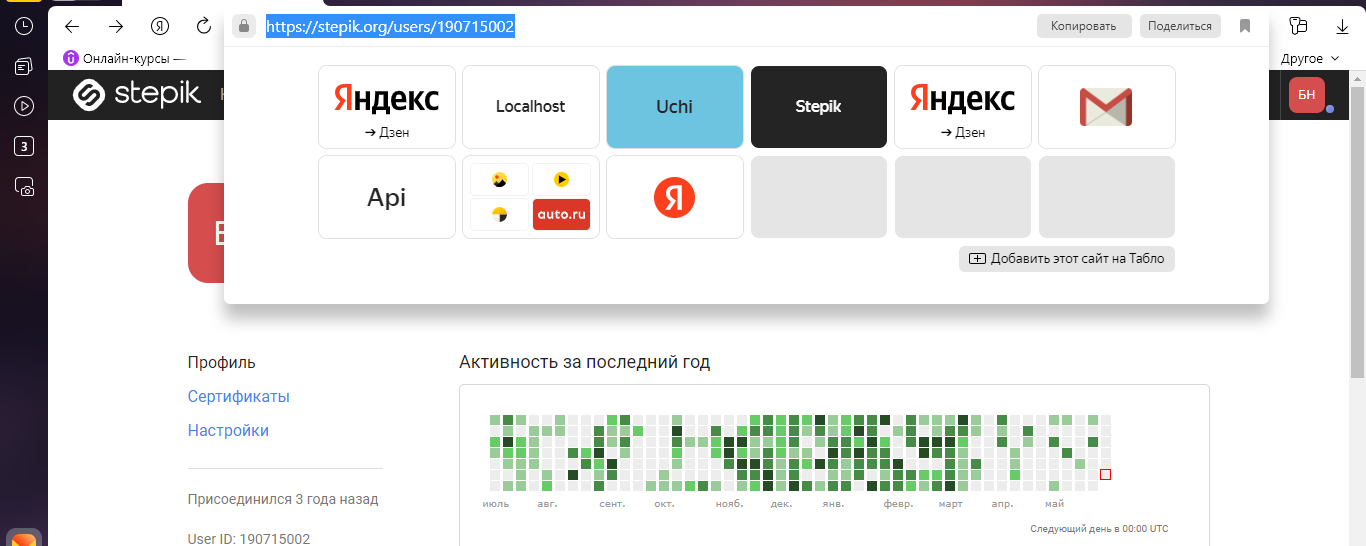 https://stepik.org/users/190715002
Копировать
Поделиться
Онлайн-курсы —
Другое
stepik
БН
Яндекс
→ Дзен
Localhost
Uchi
Stepik
Яндекс
→ Дзен
Api
auto.ru
Я
Добавить этот сайт на Табло
3
Профиль
Сертификаты
Настройки
Присоединился 3 года назад
User ID: 190715002
Активность за последний год
июль авг. сент. окт. нояб. дек. янв. февр. март апр. май
Следующий день в 00:00 UTC